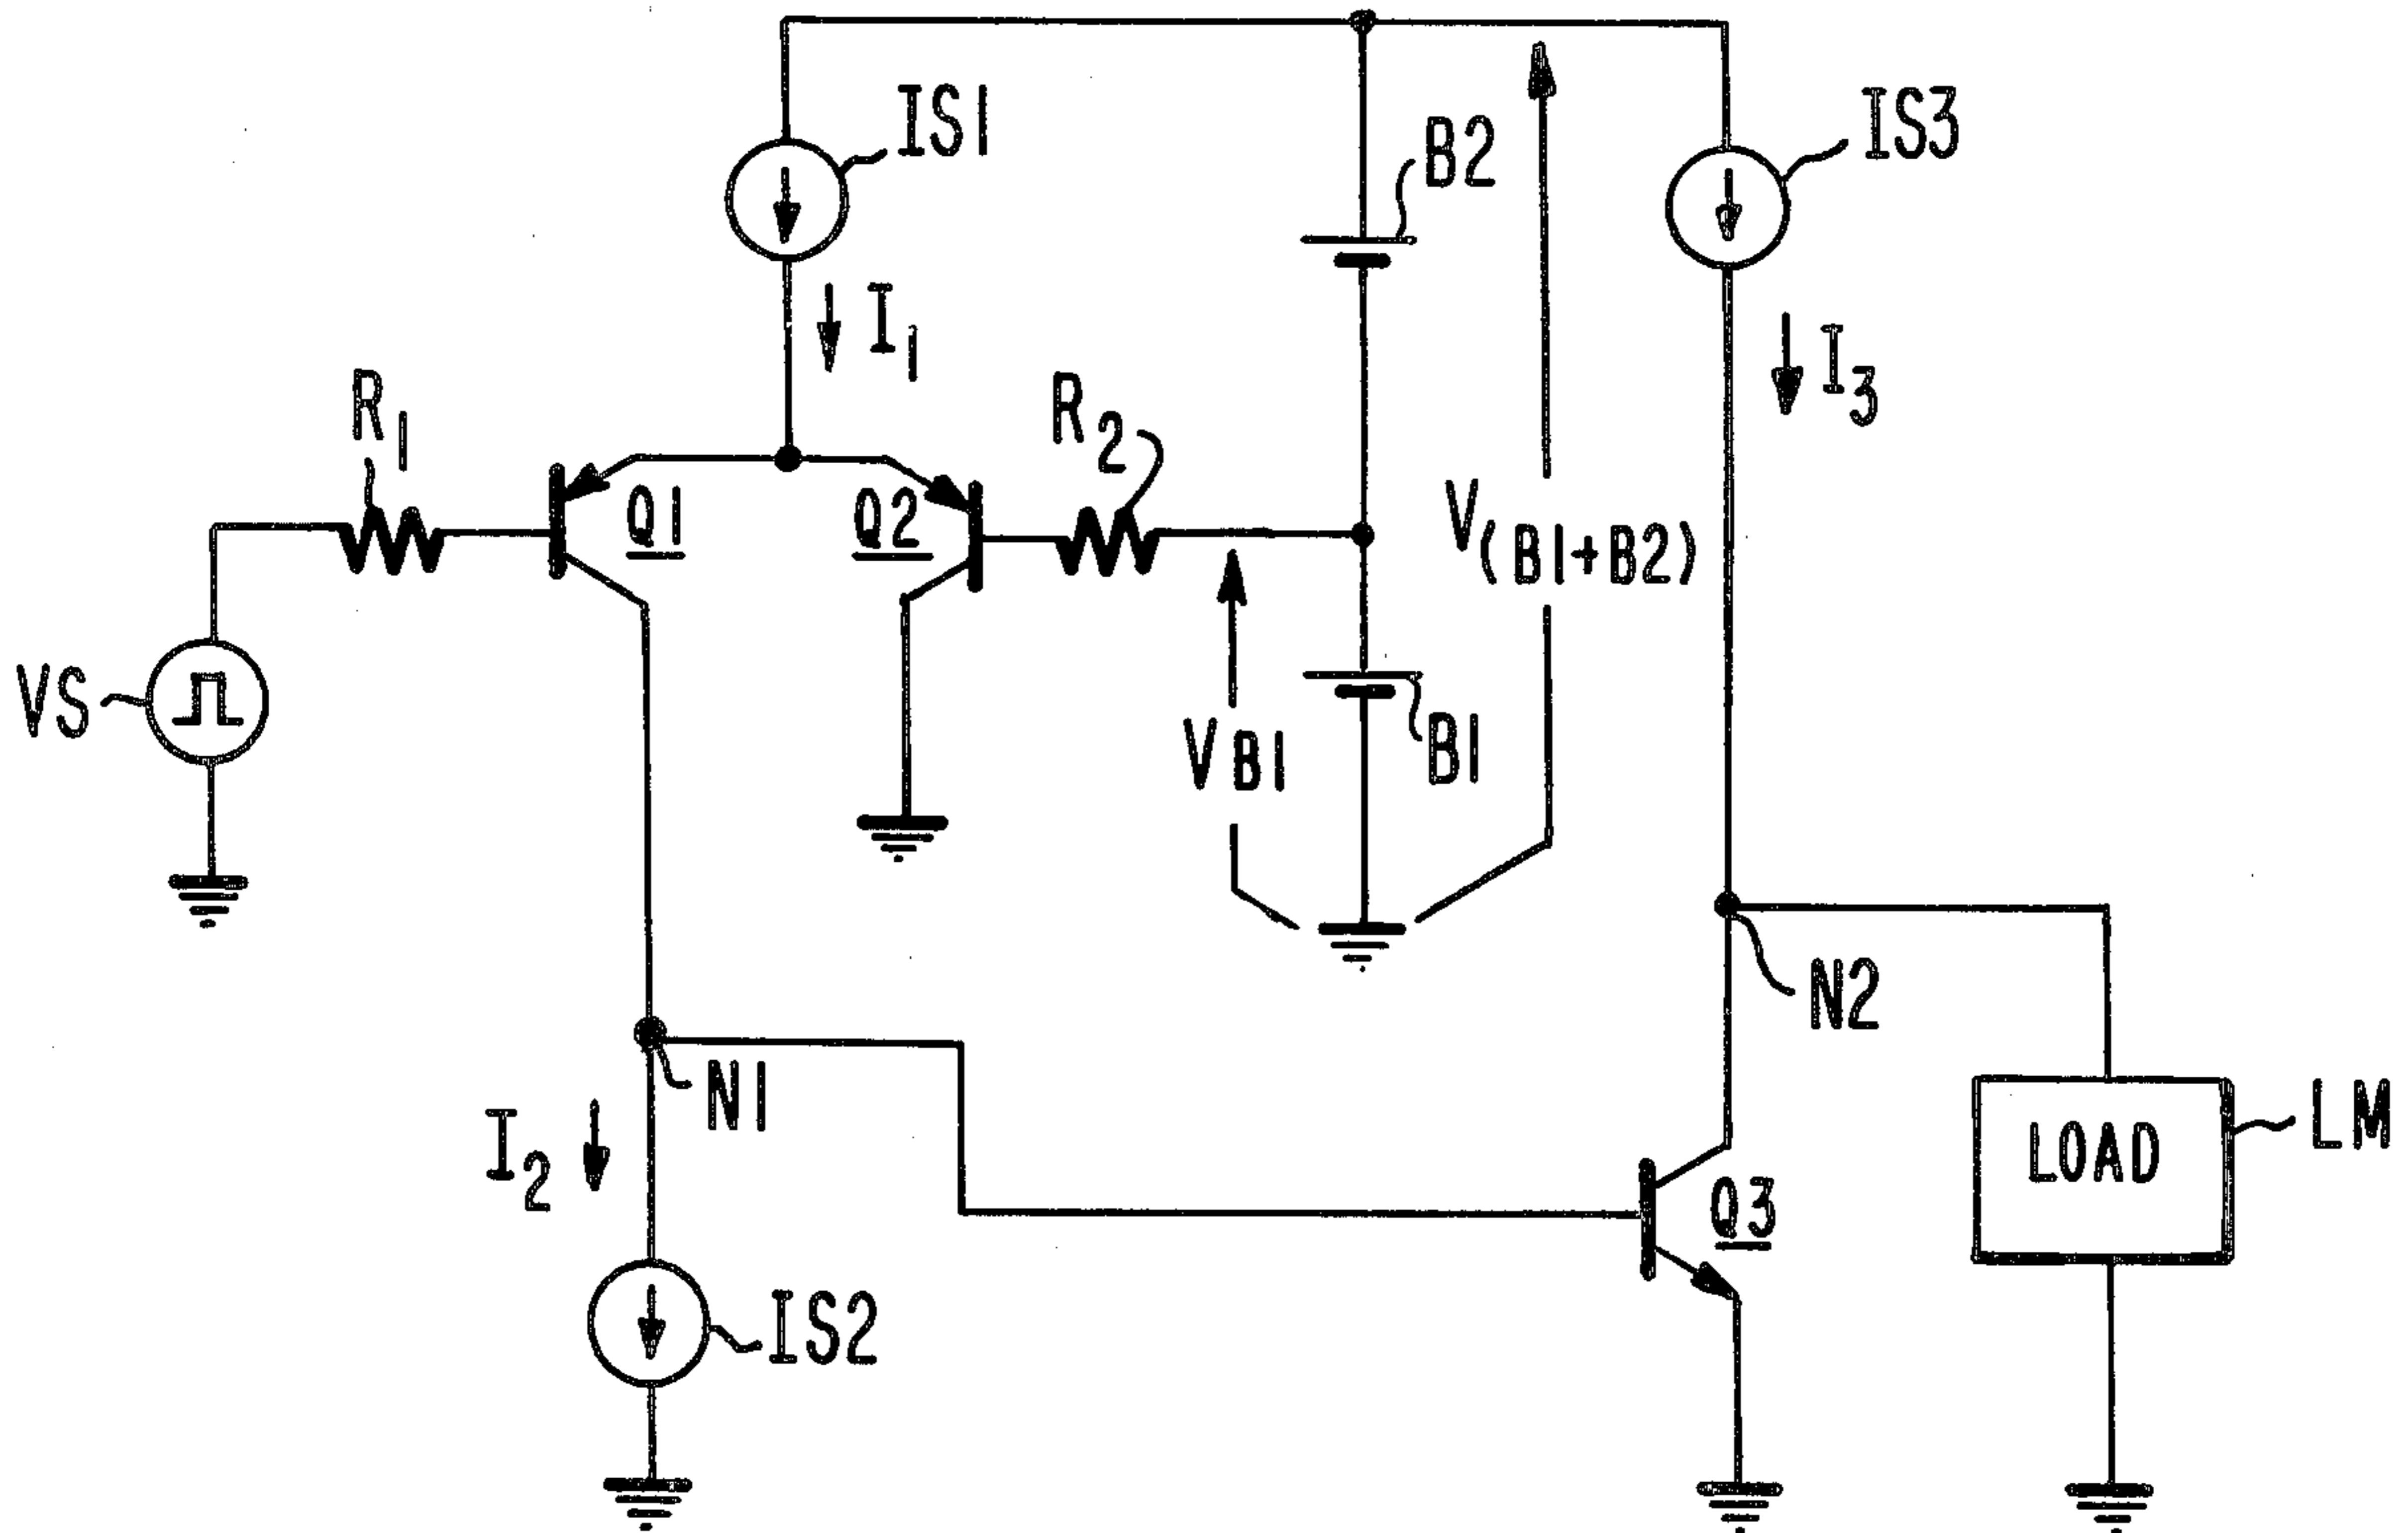 IS1
IS3
B2
I1
R1
R2
I3
Q1
Q2
V(B1+B2)
VS
VB1
B1
N2
N1
I2
LOAD
LM
Q3
IS2